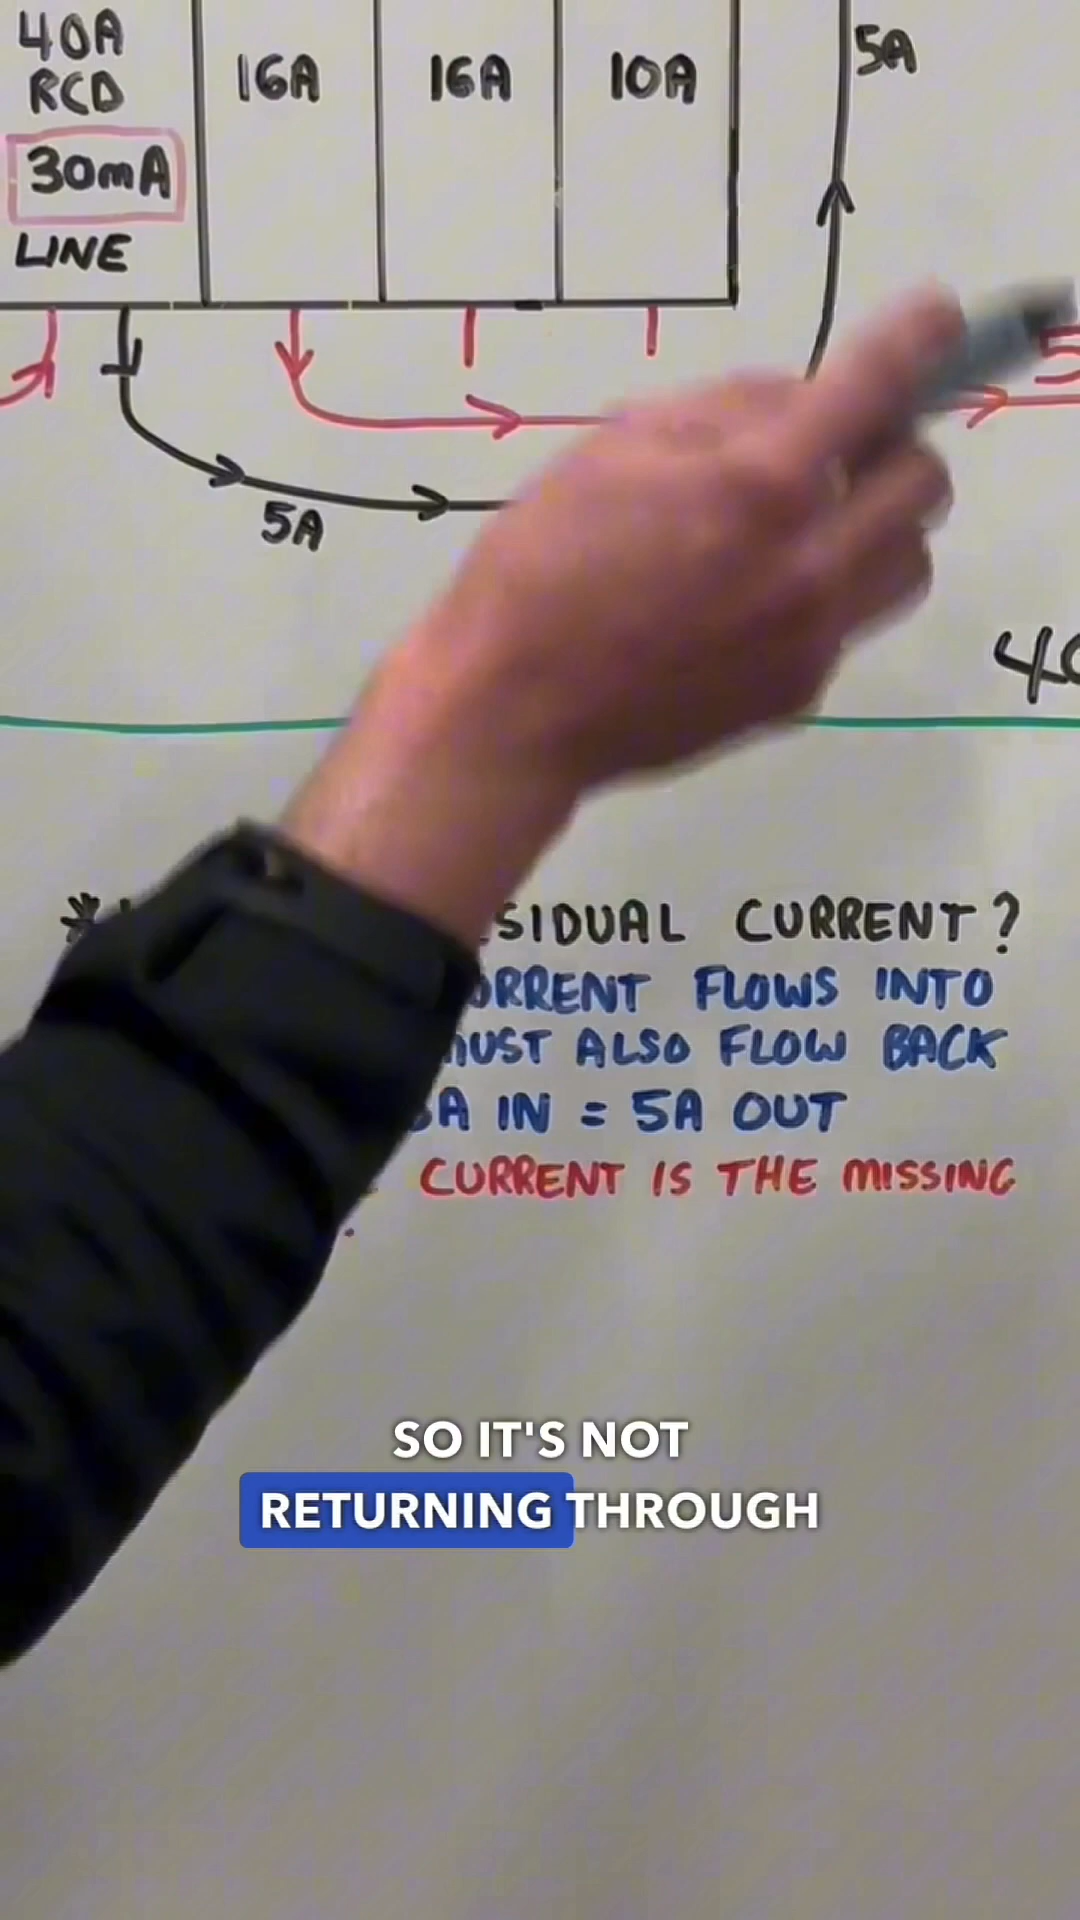 40A
RCD
30mA
LINE
16A
16A
10A
5A
5A
SIDUAL CURRENT?
RRENT FLOWS INTO
MUST ALSO FLOW BACK
A IN = 5A OUT
CURRENT IS THE MISSING
SO IT'S NOT
RETURNING THROUGH